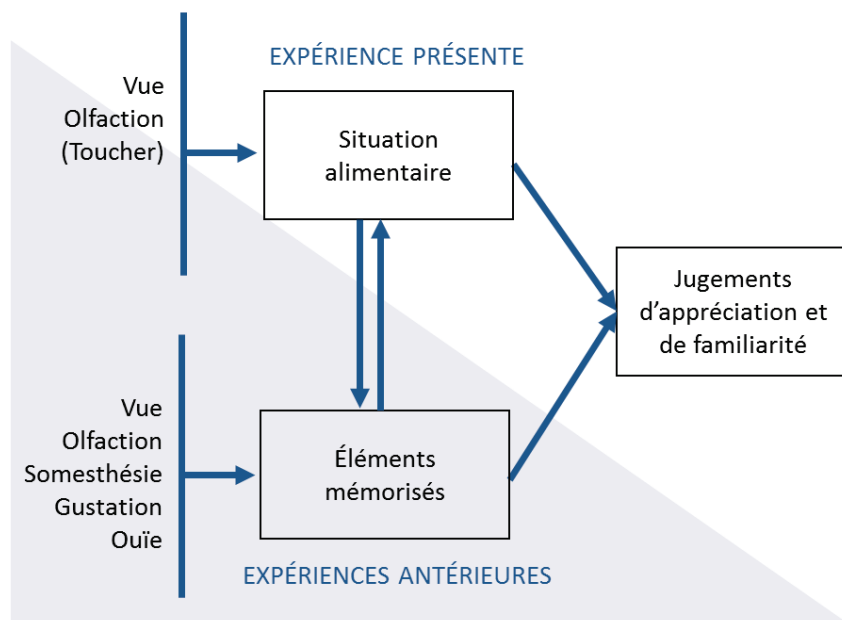 EXPÉRIENCE PRÉSENTE
Vue
Olfaction
(Toucher)
Situation
alimentaire
Jugements
d’appréciation et
de familiarité
Vue
Olfaction
Somesthésie
Gustation
Ouïe
Éléments
mémorisés
EXPÉRIENCES ANTÉRIEURES